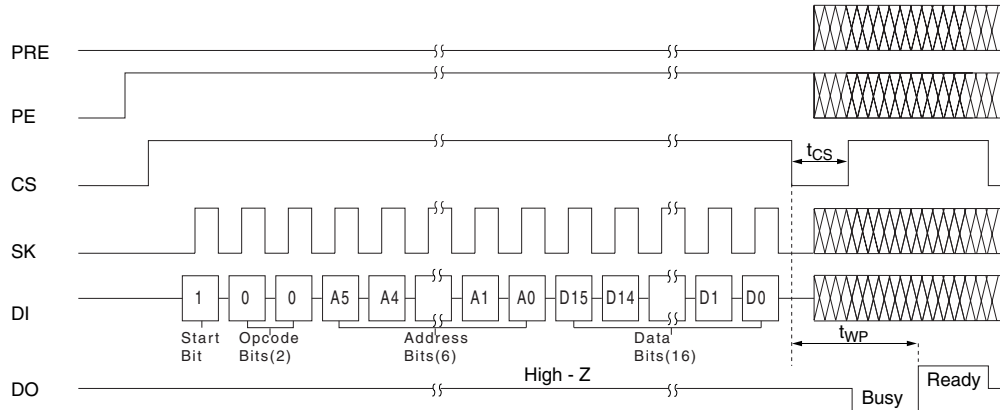 PRE
PE
CS
tCS
SK
DI
1 0 0 A5 A4 A1 A0 D15 D14 D1 D0
Start
Bit
Opcode
Bits(2)
Address
Bits(6)
Data
Bits(16)
tWP
DO
High - Z
Busy
Ready